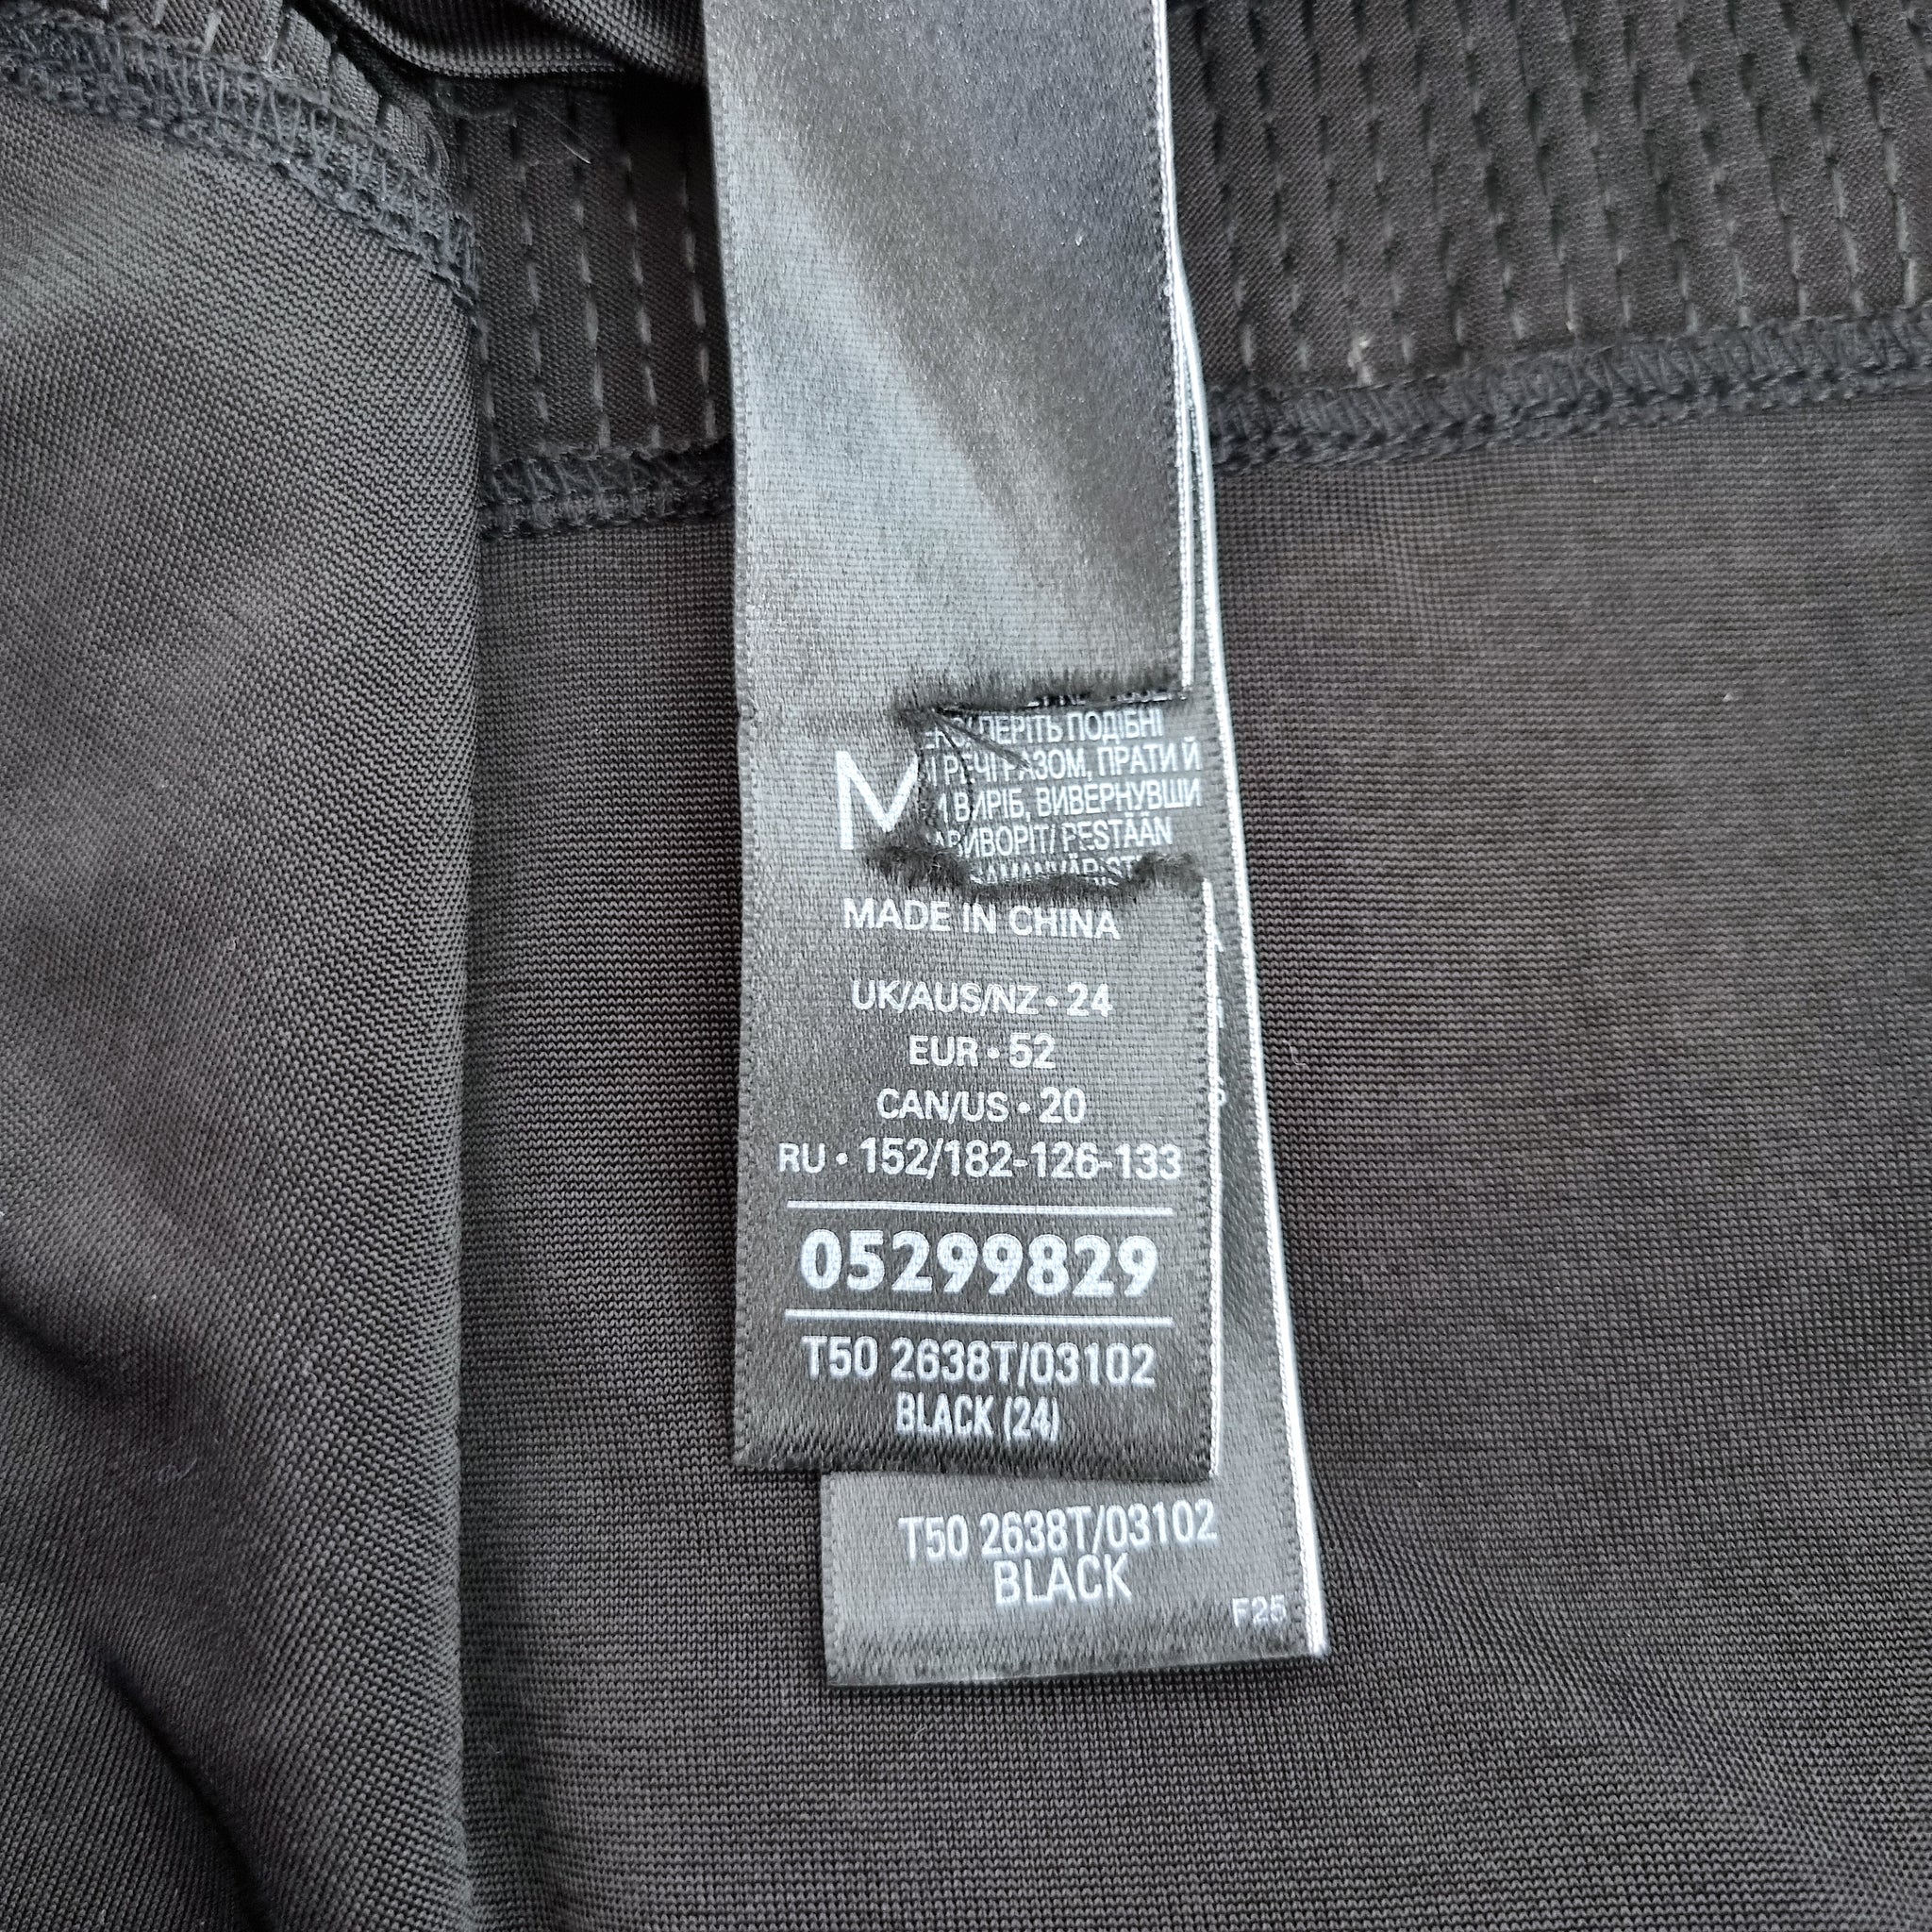 M
ПЕРІТЬ ПОДІБНІ
РЕЧІ РАЗОМ, ПРАТИ Й
ВИРІБ, ВИВЕРНУВШИ
PESTÄÄN
MADE IN CHINA
UK/AUS/NZ • 24
EUR • 52
CAN/US • 20
RU • 152/182-126-133
05299829
T50 2638T/03102
BLACK (24)
T50 2638T/03102
BLACK
F25